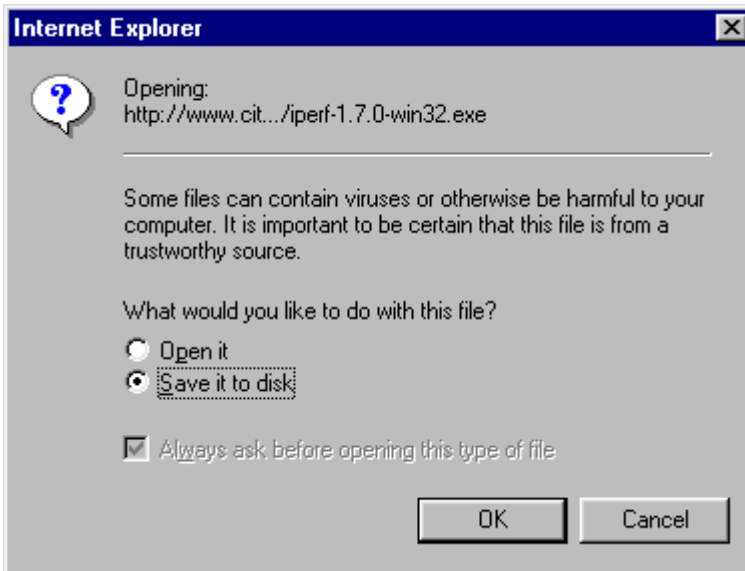 Internet Explorer
Opening:
http://www.cit.../iperf-1.7.0-win32.exe
Some files can contain viruses or otherwise be harmful to your
computer. It is important to be certain that this file is from a
trustworthy source.
What would you like to do with this file?
Open it
Save it to disk
Always ask before opening this type of file
OK Cancel